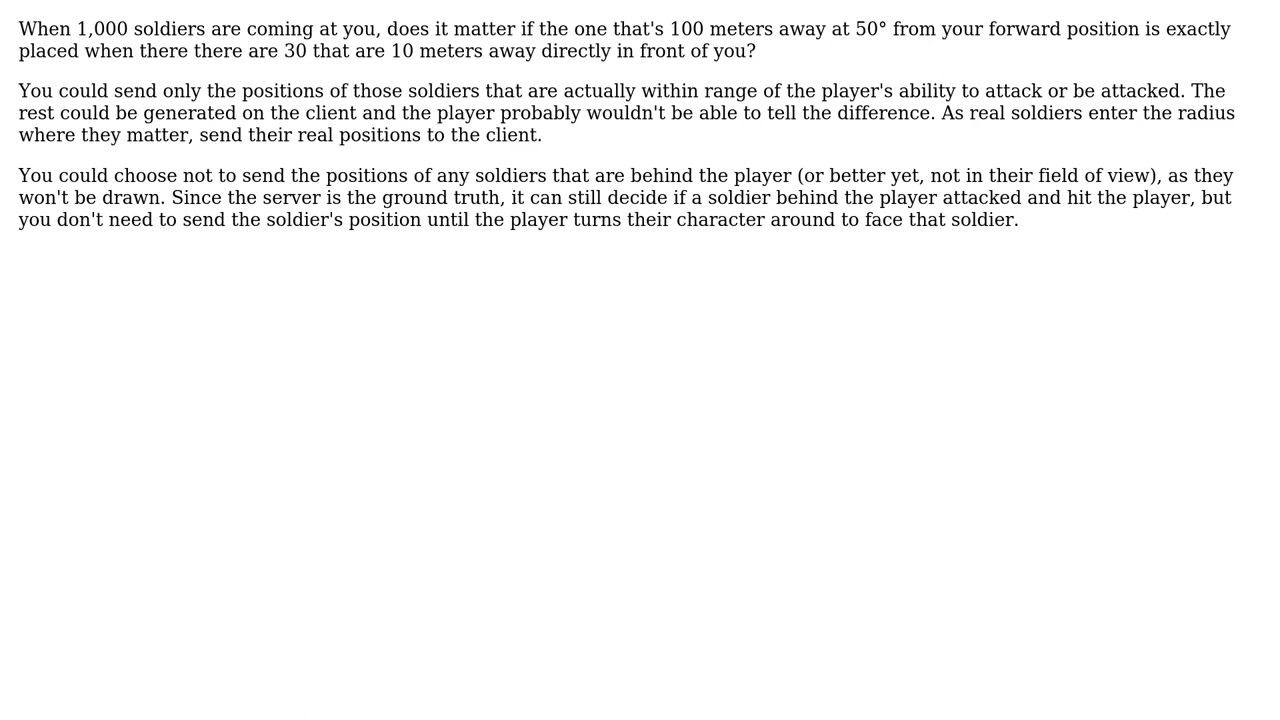 When 1,000 soldiers are coming at you, does it matter if the one that's 100 meters away at 50° from your forward position is exactly
placed when there there are 30 that are 10 meters away directly in front of you?
You could send only the positions of those soldiers that are actually within range of the player's ability to attack or be attacked. The
rest could be generated on the client and the player probably wouldn't be able to tell the difference. As real soldiers enter the radius
where they matter, send their real positions to the client.
You could choose not to send the positions of any soldiers that are behind the player (or better yet, not in their field of view), as they
won't be drawn. Since the server is the ground truth, it can still decide if a soldier behind the player attacked and hit the player, but
you don't need to send the soldier's position until the player turns their character around to face that soldier.